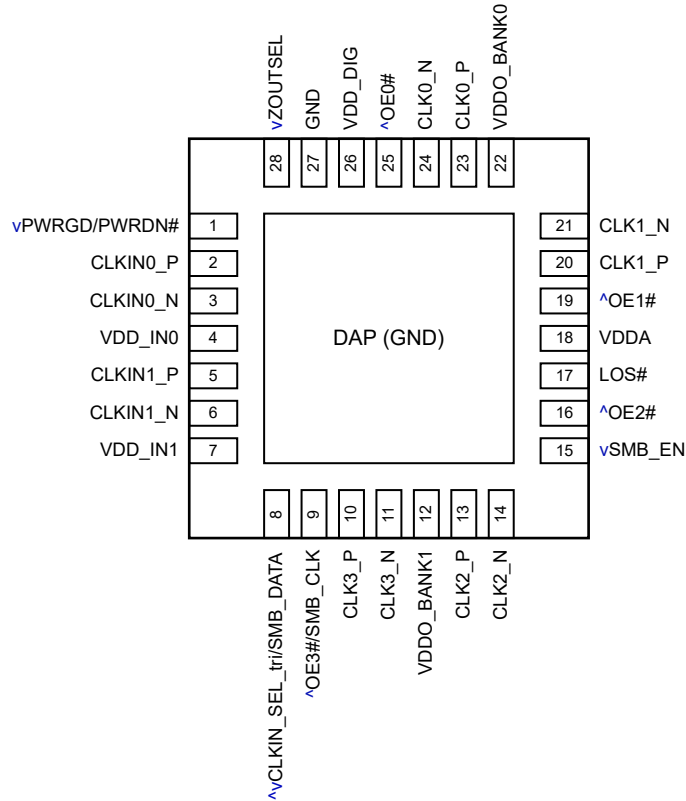 vZOUTSEL
GND
VDD_DIG
^OE0#
CLK0_N
CLK0_P
VDDO_BANK0
28
27
26
25
24
23
22
vPWRGD/PWRDN# 1
CLKIN0_P 2
CLKIN0_N 3
VDD_IN0 4
CLKIN1_P 5
CLKIN1_N 6
VDD_IN1 7
DAP (GND)
21 CLK1_N
20 CLK1_P
19 ^OE1#
18 VDDA
17 LOS#
16 ^OE2#
15 vSMB_EN
8
9
10
11
12
13
14
^vCLKIN_SEL_tri/SMB_DATA
^OE3#/SMB_CLK
CLK3_P
CLK3_N
VDDO_BANK1
CLK2_P
CLK2_N